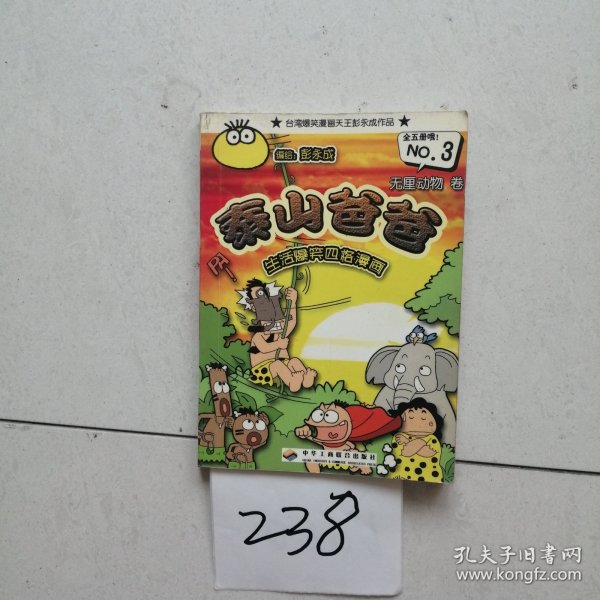 ★ 台湾爆笑漫画天王彭永成作品 ★
全五册哦!
NO.3
编绘:彭永成
无厘动物 卷
泰山爸爸
生活爆笑四格漫画
中华工商联合出版社
238
孔夫子旧书网
www.kongfz.com